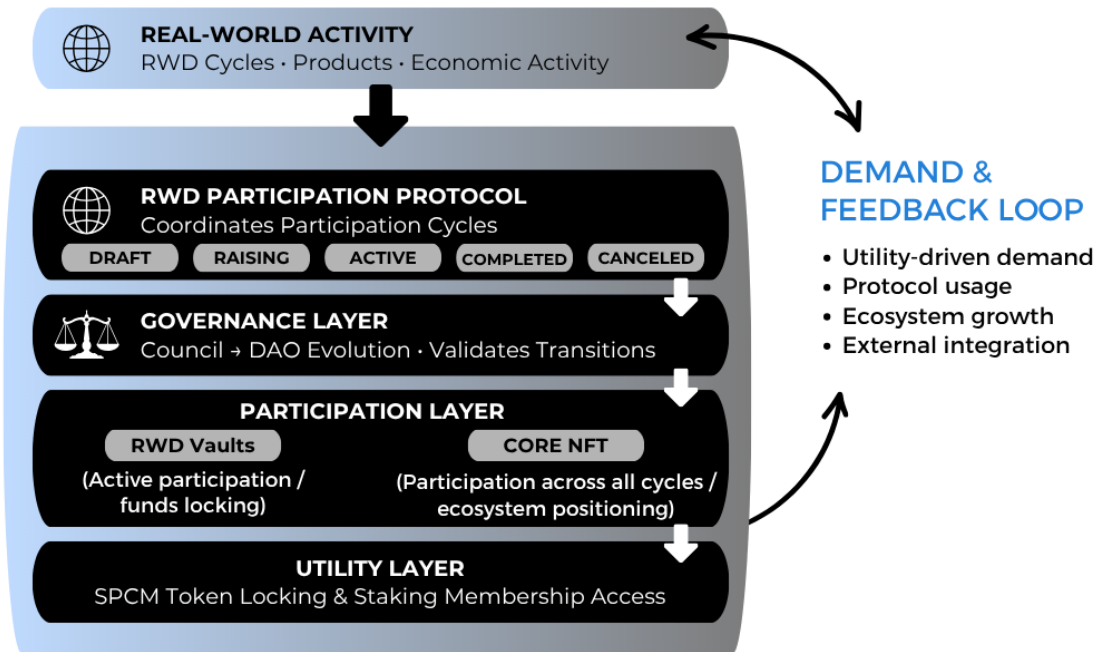 REAL-WORLD ACTIVITY
RWD Cycles · Products · Economic Activity
RWD PARTICIPATION PROTOCOL
Coordinates Participation Cycles
DRAFT
RAISING
ACTIVE
COMPLETED
CANCELED
GOVERNANCE LAYER
Council → DAO Evolution · Validates Transitions
PARTICIPATION LAYER
RWD Vaults
(Active participation /
funds locking)
CORE NFT
(Participation across all cycles /
ecosystem positioning)
UTILITY LAYER
SPCM Token Locking & Staking Membership Access
DEMAND &
FEEDBACK LOOP
• Utility-driven demand
• Protocol usage
• Ecosystem growth
• External integration